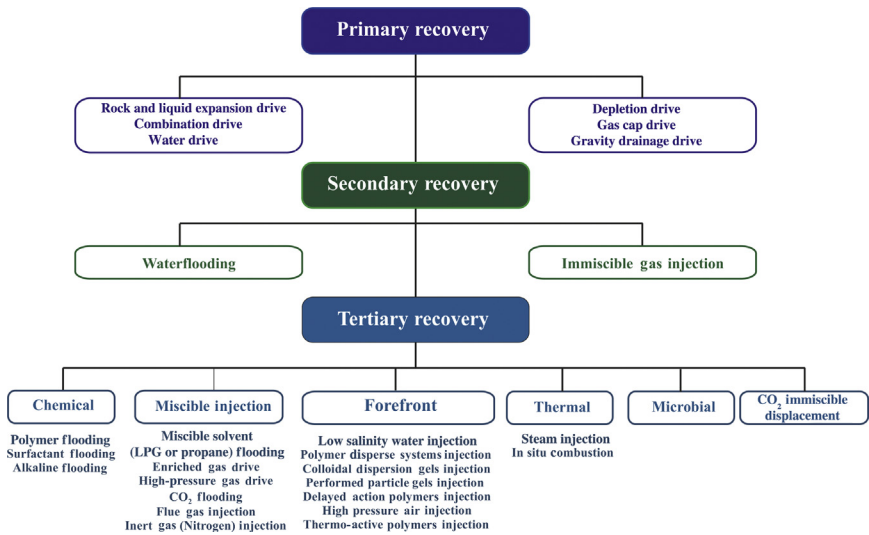 Primary recovery
Rock and liquid expansion drive
Combination drive
Water drive
Depletion drive
Gas cap drive
Gravity drainage drive
Secondary recovery
Waterflooding
Immiscible gas injection
Tertiary recovery
Chemical
Polymer flooding
Surfactant flooding
Alkaline flooding
Miscible injection
Miscible solvent
(LPG or propane) flooding
Enriched gas drive
High-pressure gas drive
CO₂ flooding
Flue gas injection
Inert gas (Nitrogen) injection
Forefront
Low salinity water injection
Polymer disperse systems injection
Colloidal dispersion gels injection
Performed particle gels injection
Delayed action polymers injection
High pressure air injection
Thermo-active polymers injection
Thermal
Steam injection
In situ combustion
Microbial
CO₂ immiscible
displacement